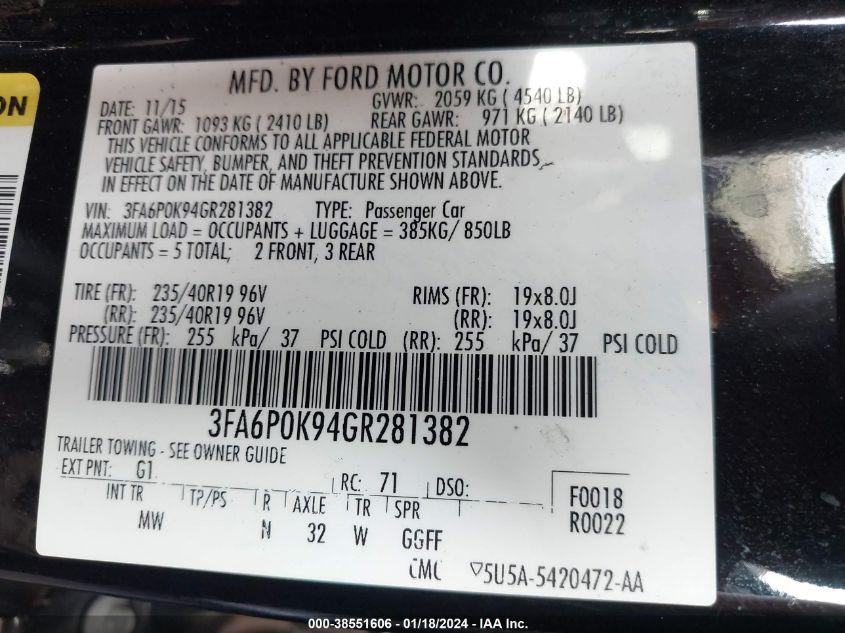 ON
MFD. BY FORD MOTOR CO.
DATE: 11/15 GVWR: 2059 KG ( 4540 LB)
FRONT GAWR: 1093 KG ( 2410 LB) REAR GAWR: 971 KG ( 2140 LB)
THIS VEHICLE CONFORMS TO ALL APPLICABLE FEDERAL MOTOR
VEHICLE SAFETY, BUMPER, AND THEFT PREVENTION STANDARDS
IN EFFECT ON THE DATE OF MANUFACTURE SHOWN ABOVE.
VIN: 3FA6P0K94GR281382 TYPE: Passenger Car
MAXIMUM LOAD = OCCUPANTS + LUGGAGE = 385KG/ 850LB
OCCUPANTS = 5 TOTAL; 2 FRONT, 3 REAR
TIRE (FR): 235/40R19 96V RIMS (FR): 19x8.0J
(RR): 235/40R19 96V (RR): 19x8.0J
PRESSURE (FR): 255 kPa/ 37 PSI COLD (RR): 255 kPa/ 37 PSI COLD
3FA6P0K94GR281382
TRAILER TOWING - SEE OWNER GUIDE
EXT PNT: G1 RC: 71 DSO: F0018
INT TR TP/PS R AXLE TR SPR R0022
MW N 32 W GGFF
CMC 5U5A-5420472-AA
000-38551606 - 01/18/2024 - IAA Inc.